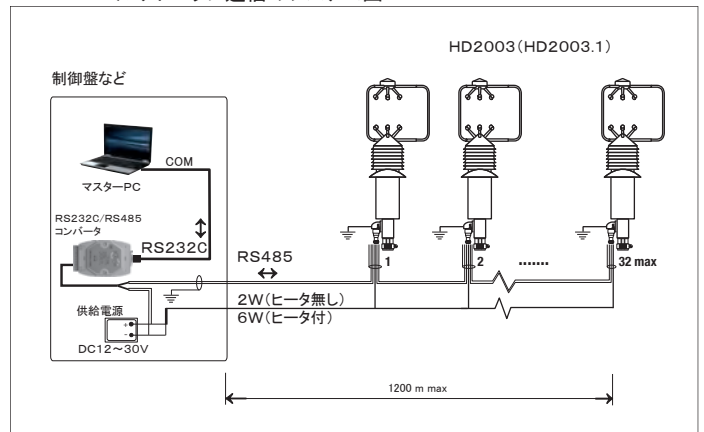 HD2003(HD2003.1)
制御盤など
COM
マスターPC
RS232C/RS485
コンバータ
RS232C
RS485
1
2
.......
32 max
2W(ヒータ無し)
6W(ヒータ付)
供給電源
+
-
DC12~30V
1200 m max